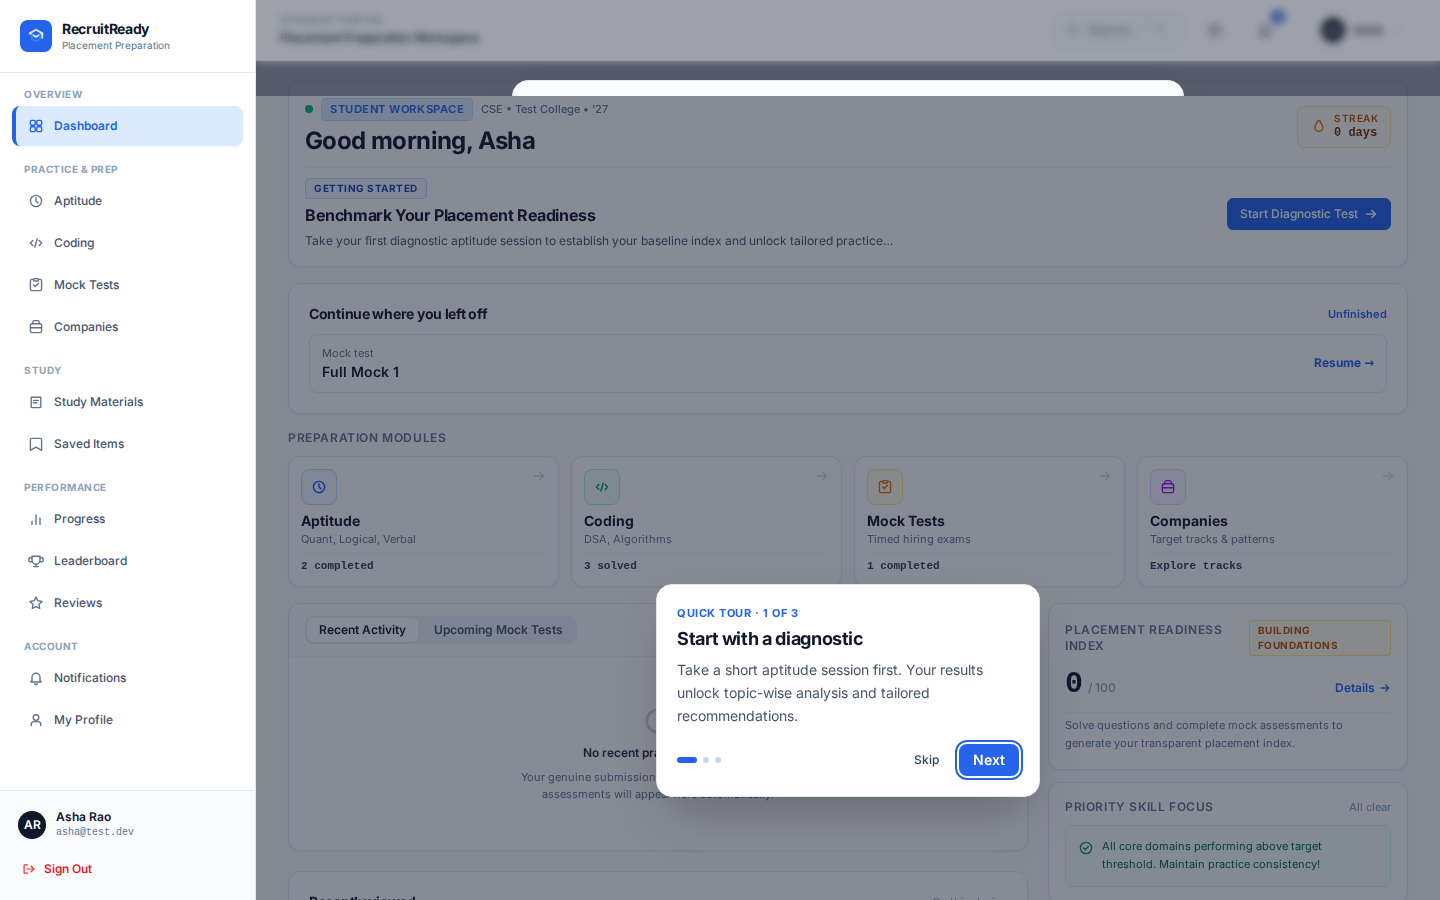 RecruitReady
Placement Preparation
OVERVIEW
Dashboard
PRACTICE & PREP
Aptitude
Coding
Mock Tests
Companies
STUDY
Study Materials
Saved Items
PERFORMANCE
Progress
Leaderboard
Reviews
ACCOUNT
Notifications
My Profile
AR
Asha Rao
asha@test.dev
Sign Out
Placement Preparation Workspace
STUDENT WORKSPACE CSE • Test College • '27
Good morning, Asha
STREAK
0 days
GETTING STARTED
Benchmark Your Placement Readiness
Take your first diagnostic aptitude session to establish your baseline index and unlock tailored practice...
Start Diagnostic Test →
Continue where you left off
Unfinished
Mock test
Full Mock 1
Resume →
PREPARATION MODULES
Aptitude
Quant, Logical, Verbal
2 completed
Coding
DSA, Algorithms
3 solved
Mock Tests
Timed hiring exams
1 completed
Companies
Target tracks & patterns
Explore tracks
Recent Activity
Upcoming Mock Tests
No recent
Your genuine
assessments will
QUICK TOUR · 1 OF 3
Start with a diagnostic
Take a short aptitude session first. Your results
unlock topic-wise analysis and tailored
recommendations.
Skip
Next
PLACEMENT READINESS
INDEX
BUILDING
FOUNDATIONS
0 / 100
Details →
Solve questions and complete mock assessments to
generate your transparent placement index.
PRIORITY SKILL FOCUS
All clear
All core domains performing above target
threshold. Maintain practice consistency!